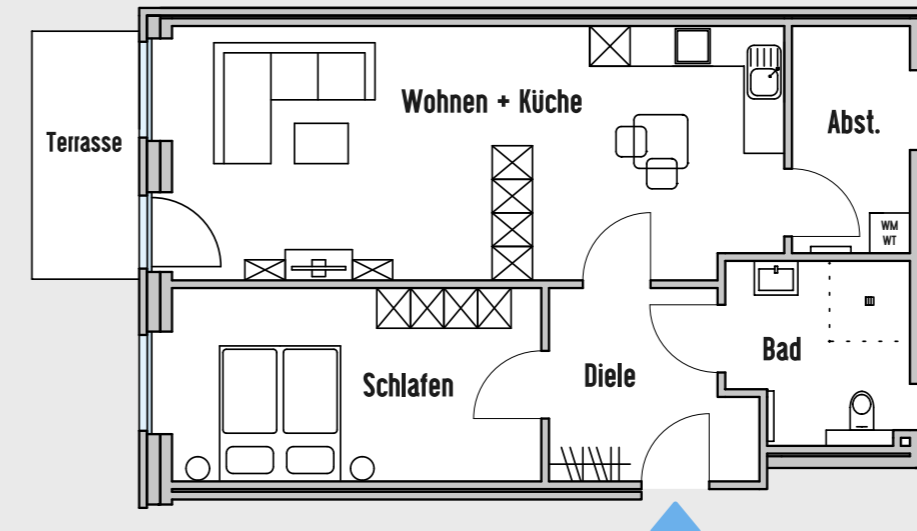 Wohnen + Küche
Abst.
Terrasse
WM
WT
Bad
Diele
Schlafen